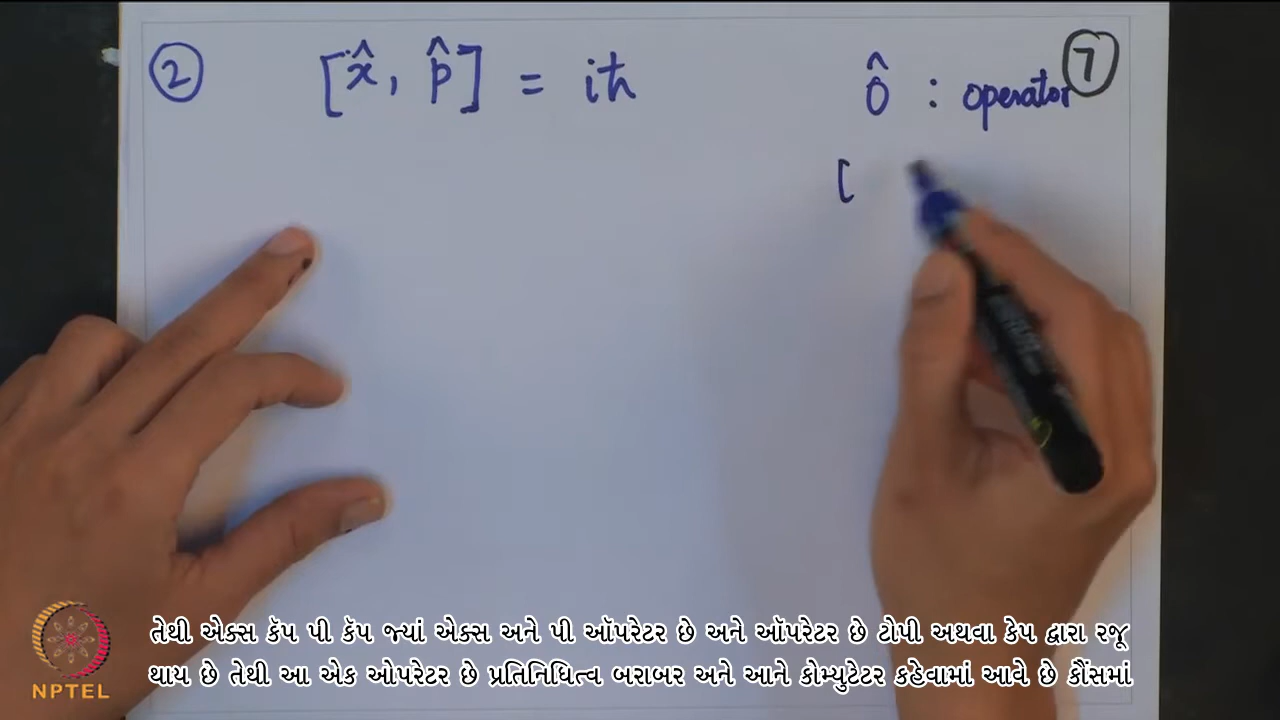 ② [x̂, p̂] = iħ ô : operator ⑦
[
તેથી એક્સ કૅપ પી કૅપ જ્યાં એક્સ અને પી ઑપરેટર છે અને ઑપરેટર છે ટોપી અથવા કેપ દ્વારા રજૂ
થાય છે તેથી આ એક ઓપરેટર છે પ્રતિનિધિત્વ બરાબર અને આને કોમ્યુટેટર કહેવામાં આવે છે કૌંસમાં
NPTEL